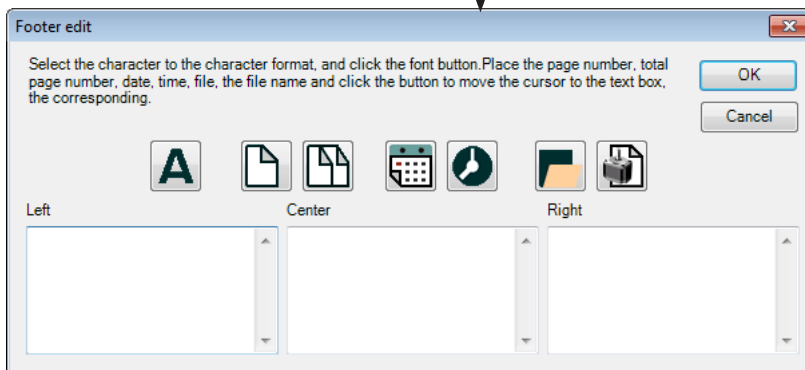 Footer edit
Select the character to the character format, and click the font button.Place the page number, total
page number, date, time, file, the file name and click the button to move the cursor to the text box,
the corresponding.
OK
Cancel
A
Left
Center
Right